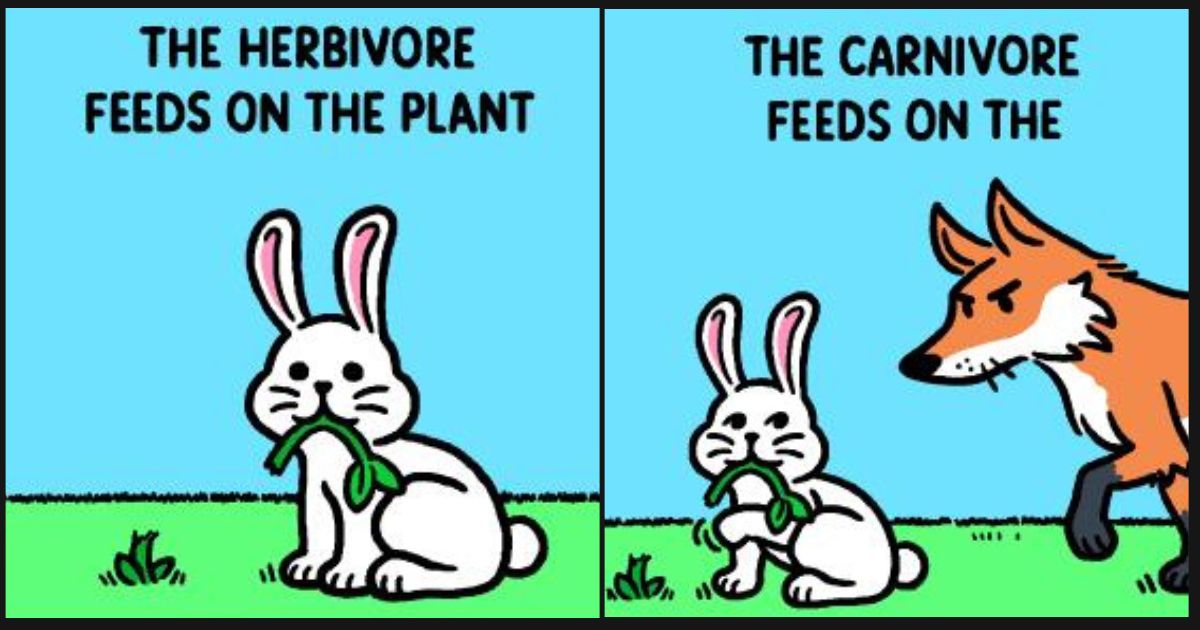 THE HERBIVORE
FEEDS ON THE PLANT
THE CARNIVORE
FEEDS ON THE